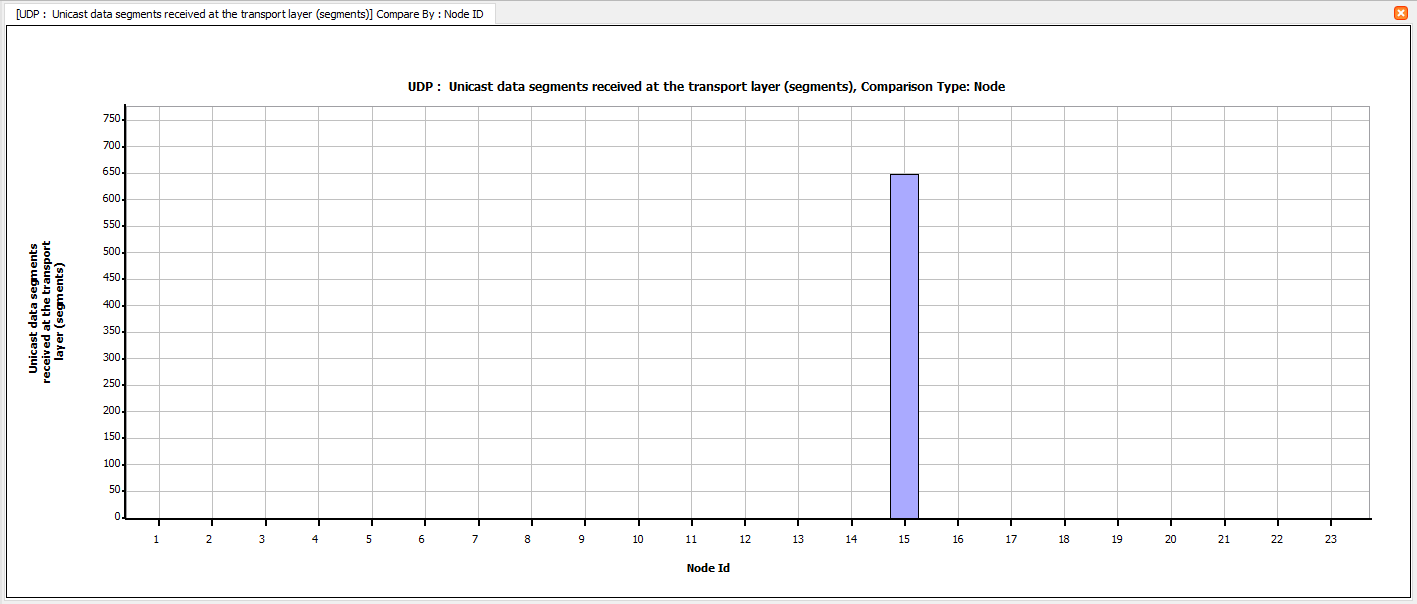 [UDP :  Unicast data segments received at the transport layer (segments)] Compare By : Node ID
UDP :  Unicast data segments received at the transport layer (segments), Comparison Type: Node
750
700
650
600
550
500
450
400
350
300
250
200
150
100
50
0
Unicast data segments
received at the transport
layer (segments)
1 2 3 4 5 6 7 8 9 10 11 12 13 14 15 16 17 18 19 20 21 22 23
Node Id